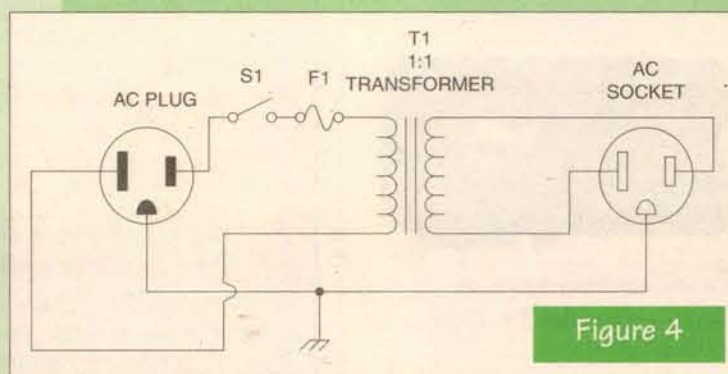 T1
1:1
TRANSFORMER
S1
F1
AC PLUG
AC
SOCKET
Figure 4